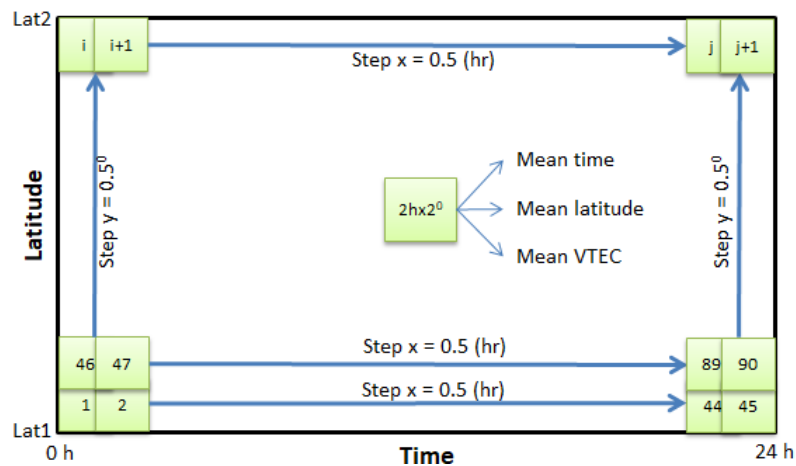 Lat2
i i+1
Step x = 0.5 (hr)
j j+1
Step y = 0.5⁰
Latitude
2hx2⁰
Mean time
Mean latitude
Mean VTEC
Step y = 0.5⁰
46 47
Step x = 0.5 (hr)
89 90
1 2
Step x = 0.5 (hr)
44 45
Lat1
0 h
Time
24 h